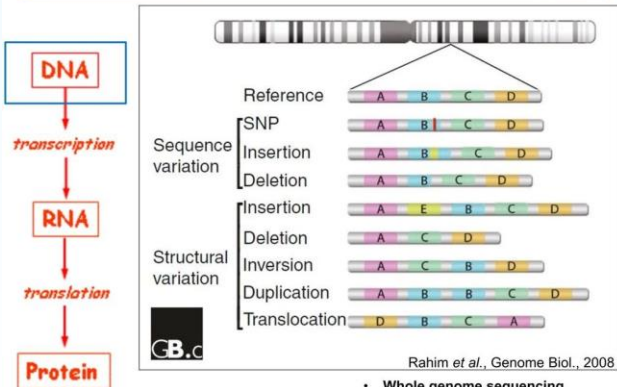 DNA
transcription
RNA
translation
Protein
Reference
A B C D
Sequence variation
SNP
A B C D
Insertion
A B C D
Deletion
A B C D
Structural variation
Insertion
A E B C D
Deletion
A C D
Inversion
A C B D
Duplication
A B B C D
Translocation
D B C A
GB.c
Rahim et al., Genome Biol., 2008
• Whole genome sequencing